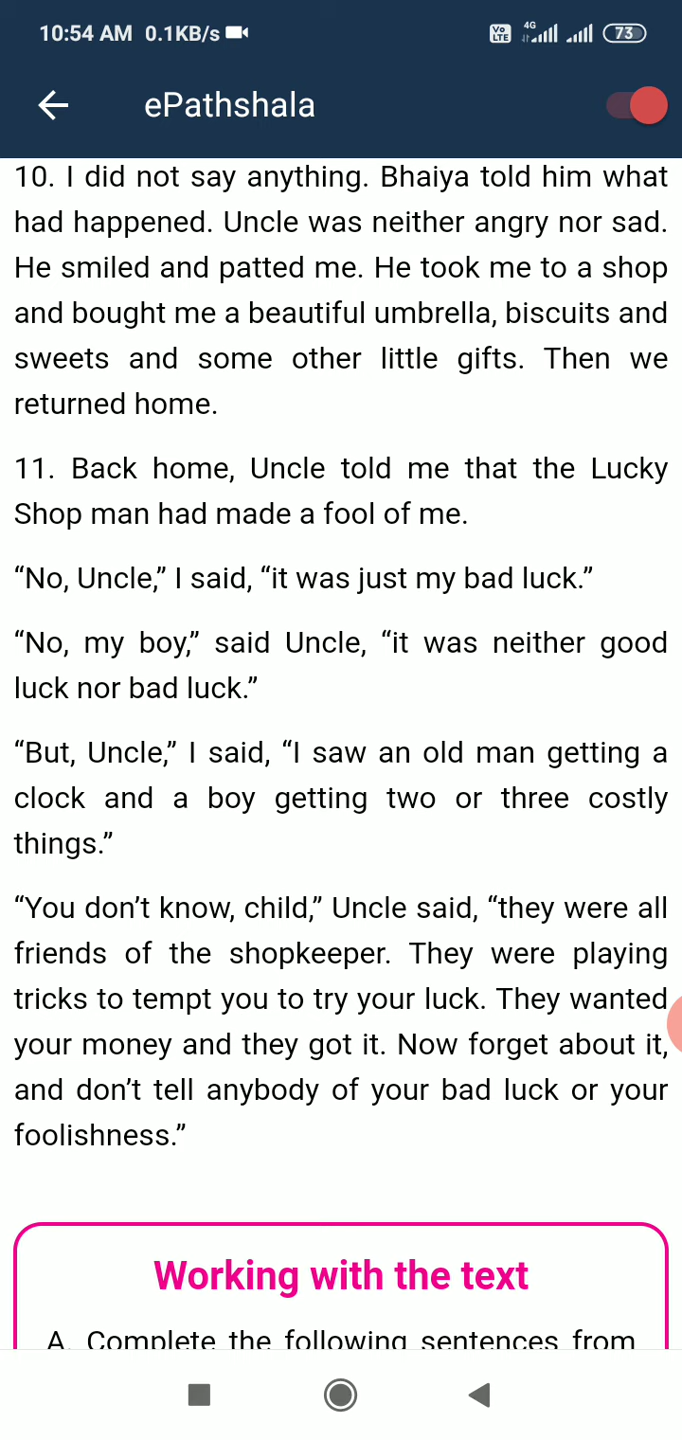 10:54 AM 0.1KB/s Vo LTE 4G 73
ePathshala
10. I did not say anything. Bhaiya told him what
had happened. Uncle was neither angry nor sad.
He smiled and patted me. He took me to a shop
and bought me a beautiful umbrella, biscuits and
sweets and some other little gifts. Then we
returned home.
11. Back home, Uncle told me that the Lucky
Shop man had made a fool of me.
“No, Uncle,” I said, “it was just my bad luck.”
“No, my boy,” said Uncle, “it was neither good
luck nor bad luck.”
“But, Uncle,” I said, “I saw an old man getting a
clock and a boy getting two or three costly
things.”
“You don’t know, child,” Uncle said, “they were all
friends of the shopkeeper. They were playing
tricks to tempt you to try your luck. They wanted
your money and they got it. Now forget about it,
and don’t tell anybody of your bad luck or your
foolishness.”
Working with the text
A. Complete the following sentences from